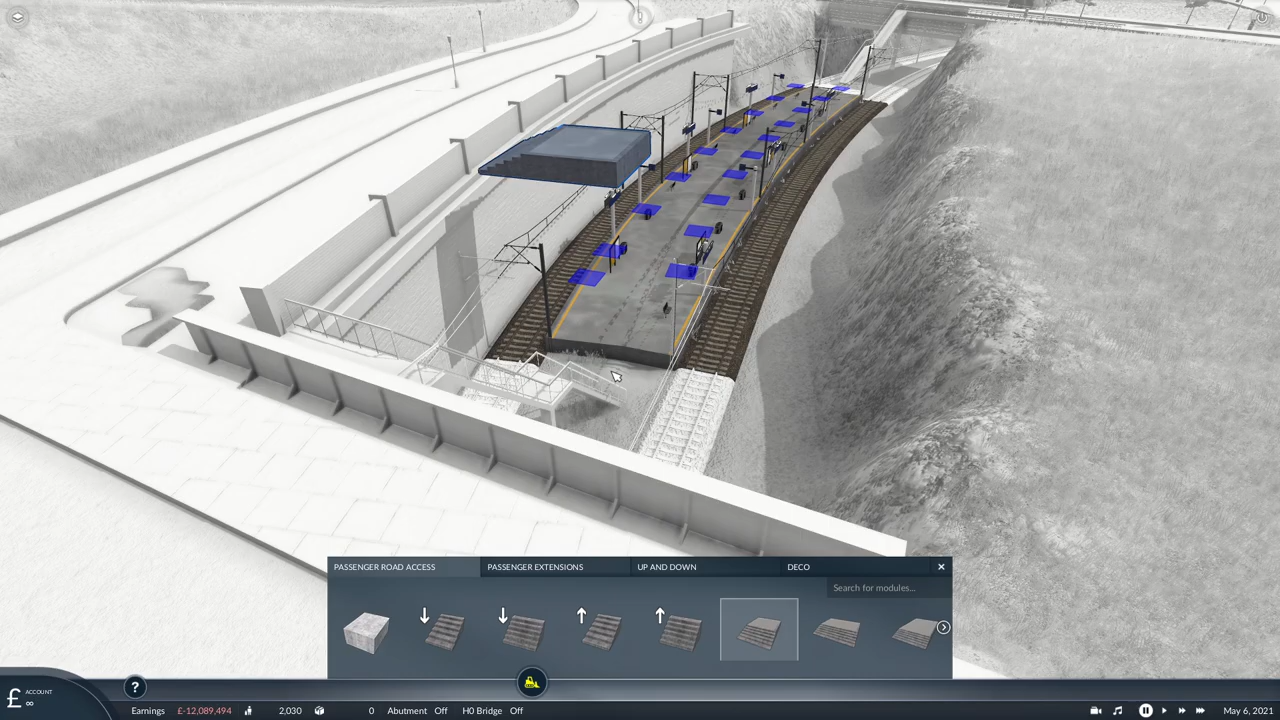 PASSENGER ROAD ACCESS
PASSENGER EXTENSIONS
UP AND DOWN
DECO
Search for modules...
£ ACCOUNT
∞
?
Earnings £-12,089,494 2,030 0 Abutment Off H0 Bridge Off May 6, 2021